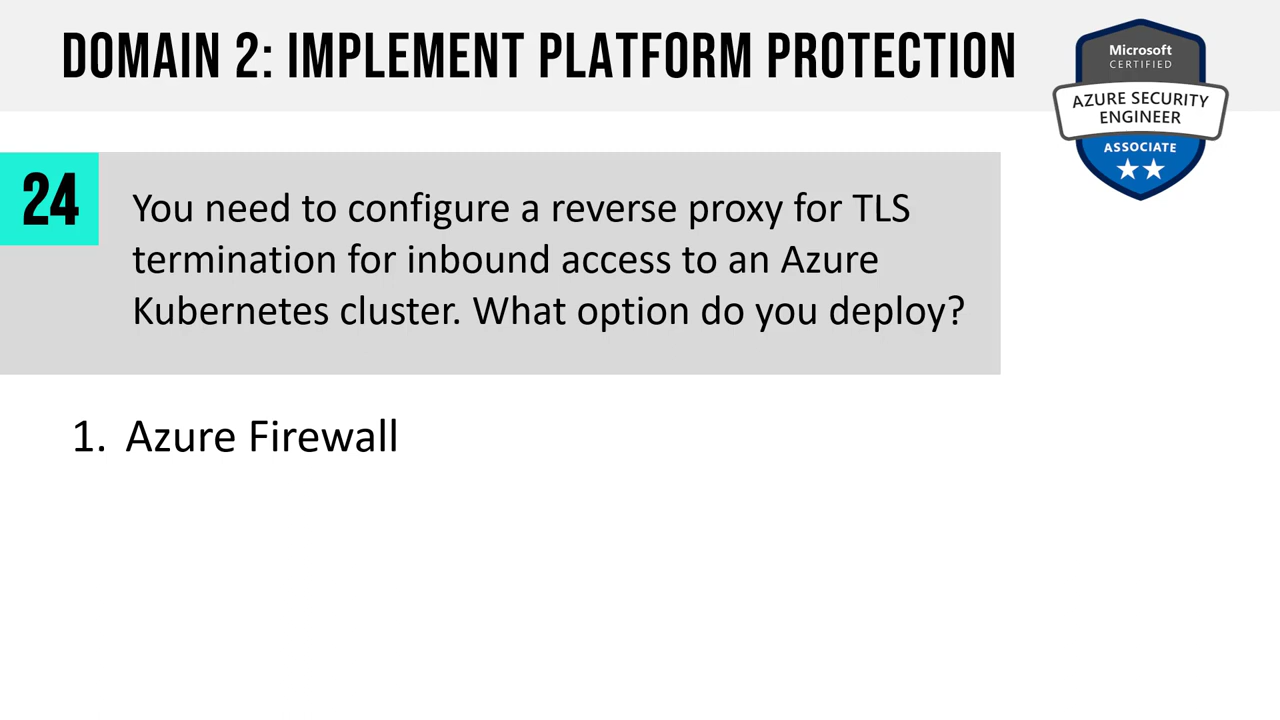 DOMAIN 2: IMPLEMENT PLATFORM PROTECTION
Microsoft
CERTIFIED
AZURE SECURITY
ENGINEER
ASSOCIATE
24
You need to configure a reverse proxy for TLS
termination for inbound access to an Azure
Kubernetes cluster. What option do you deploy?
1. Azure Firewall